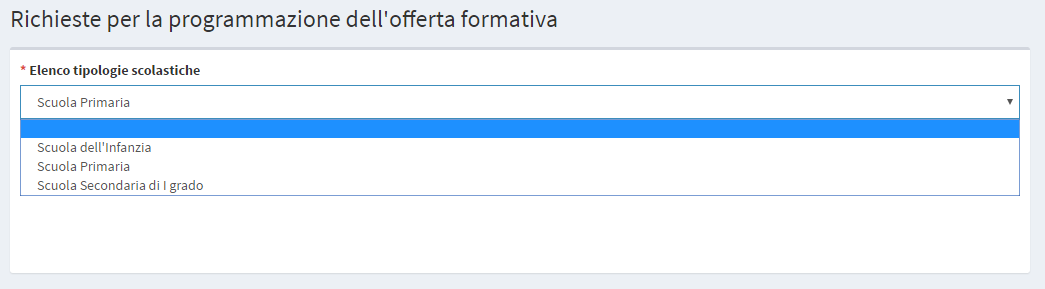 Richieste per la programmazione dell'offerta formativa
* Elenco tipologie scolastiche
Scuola Primaria
Scuola dell'Infanzia
Scuola Primaria
Scuola Secondaria di I grado